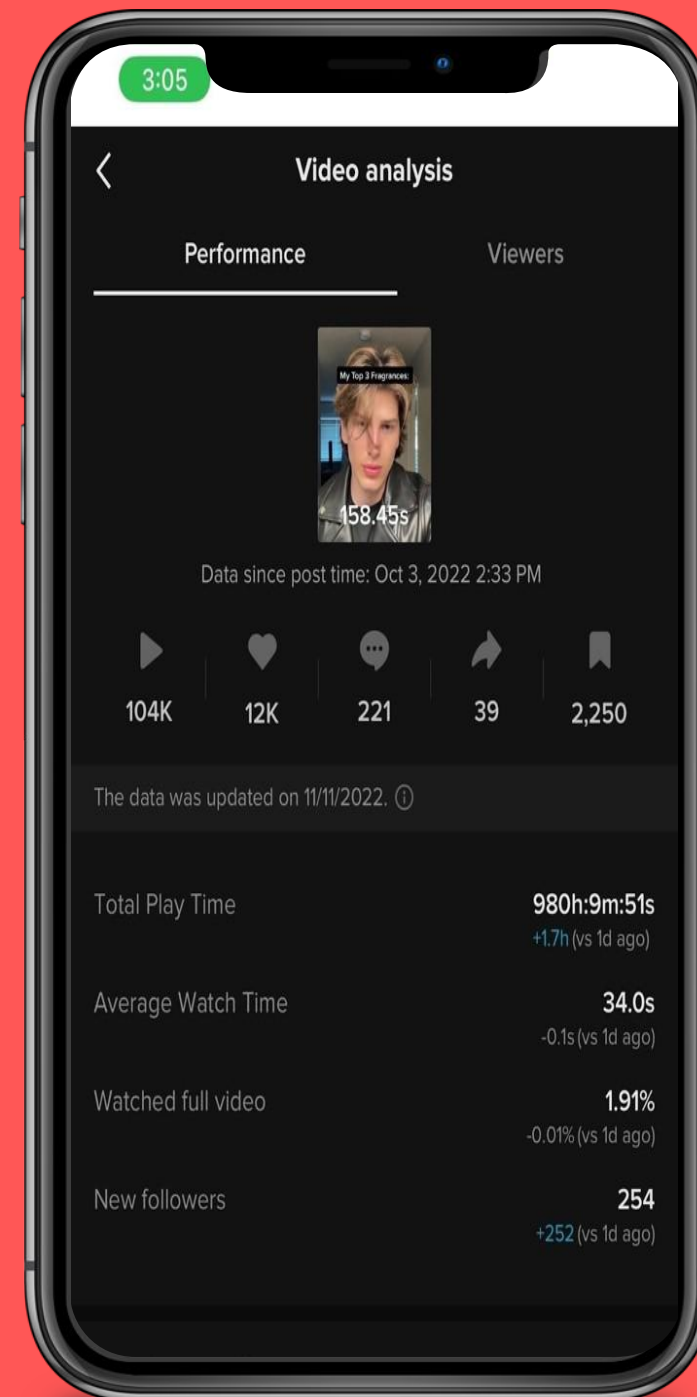 3:05
Video analysis
Performance Viewers
My Top 3 Fragrances:
158.45s
Data since post time: Oct 3, 2022 2:33 PM
104K 12K 221 39 2,250
The data was updated on 11/11/2022.
Total Play Time 980h:9m:51s
+1.7h (vs 1d ago)
Average Watch Time 34.0s
-0.1s (vs 1d ago)
Watched full video 1.91%
-0.01% (vs 1d ago)
New followers 254
+252 (vs 1d ago)